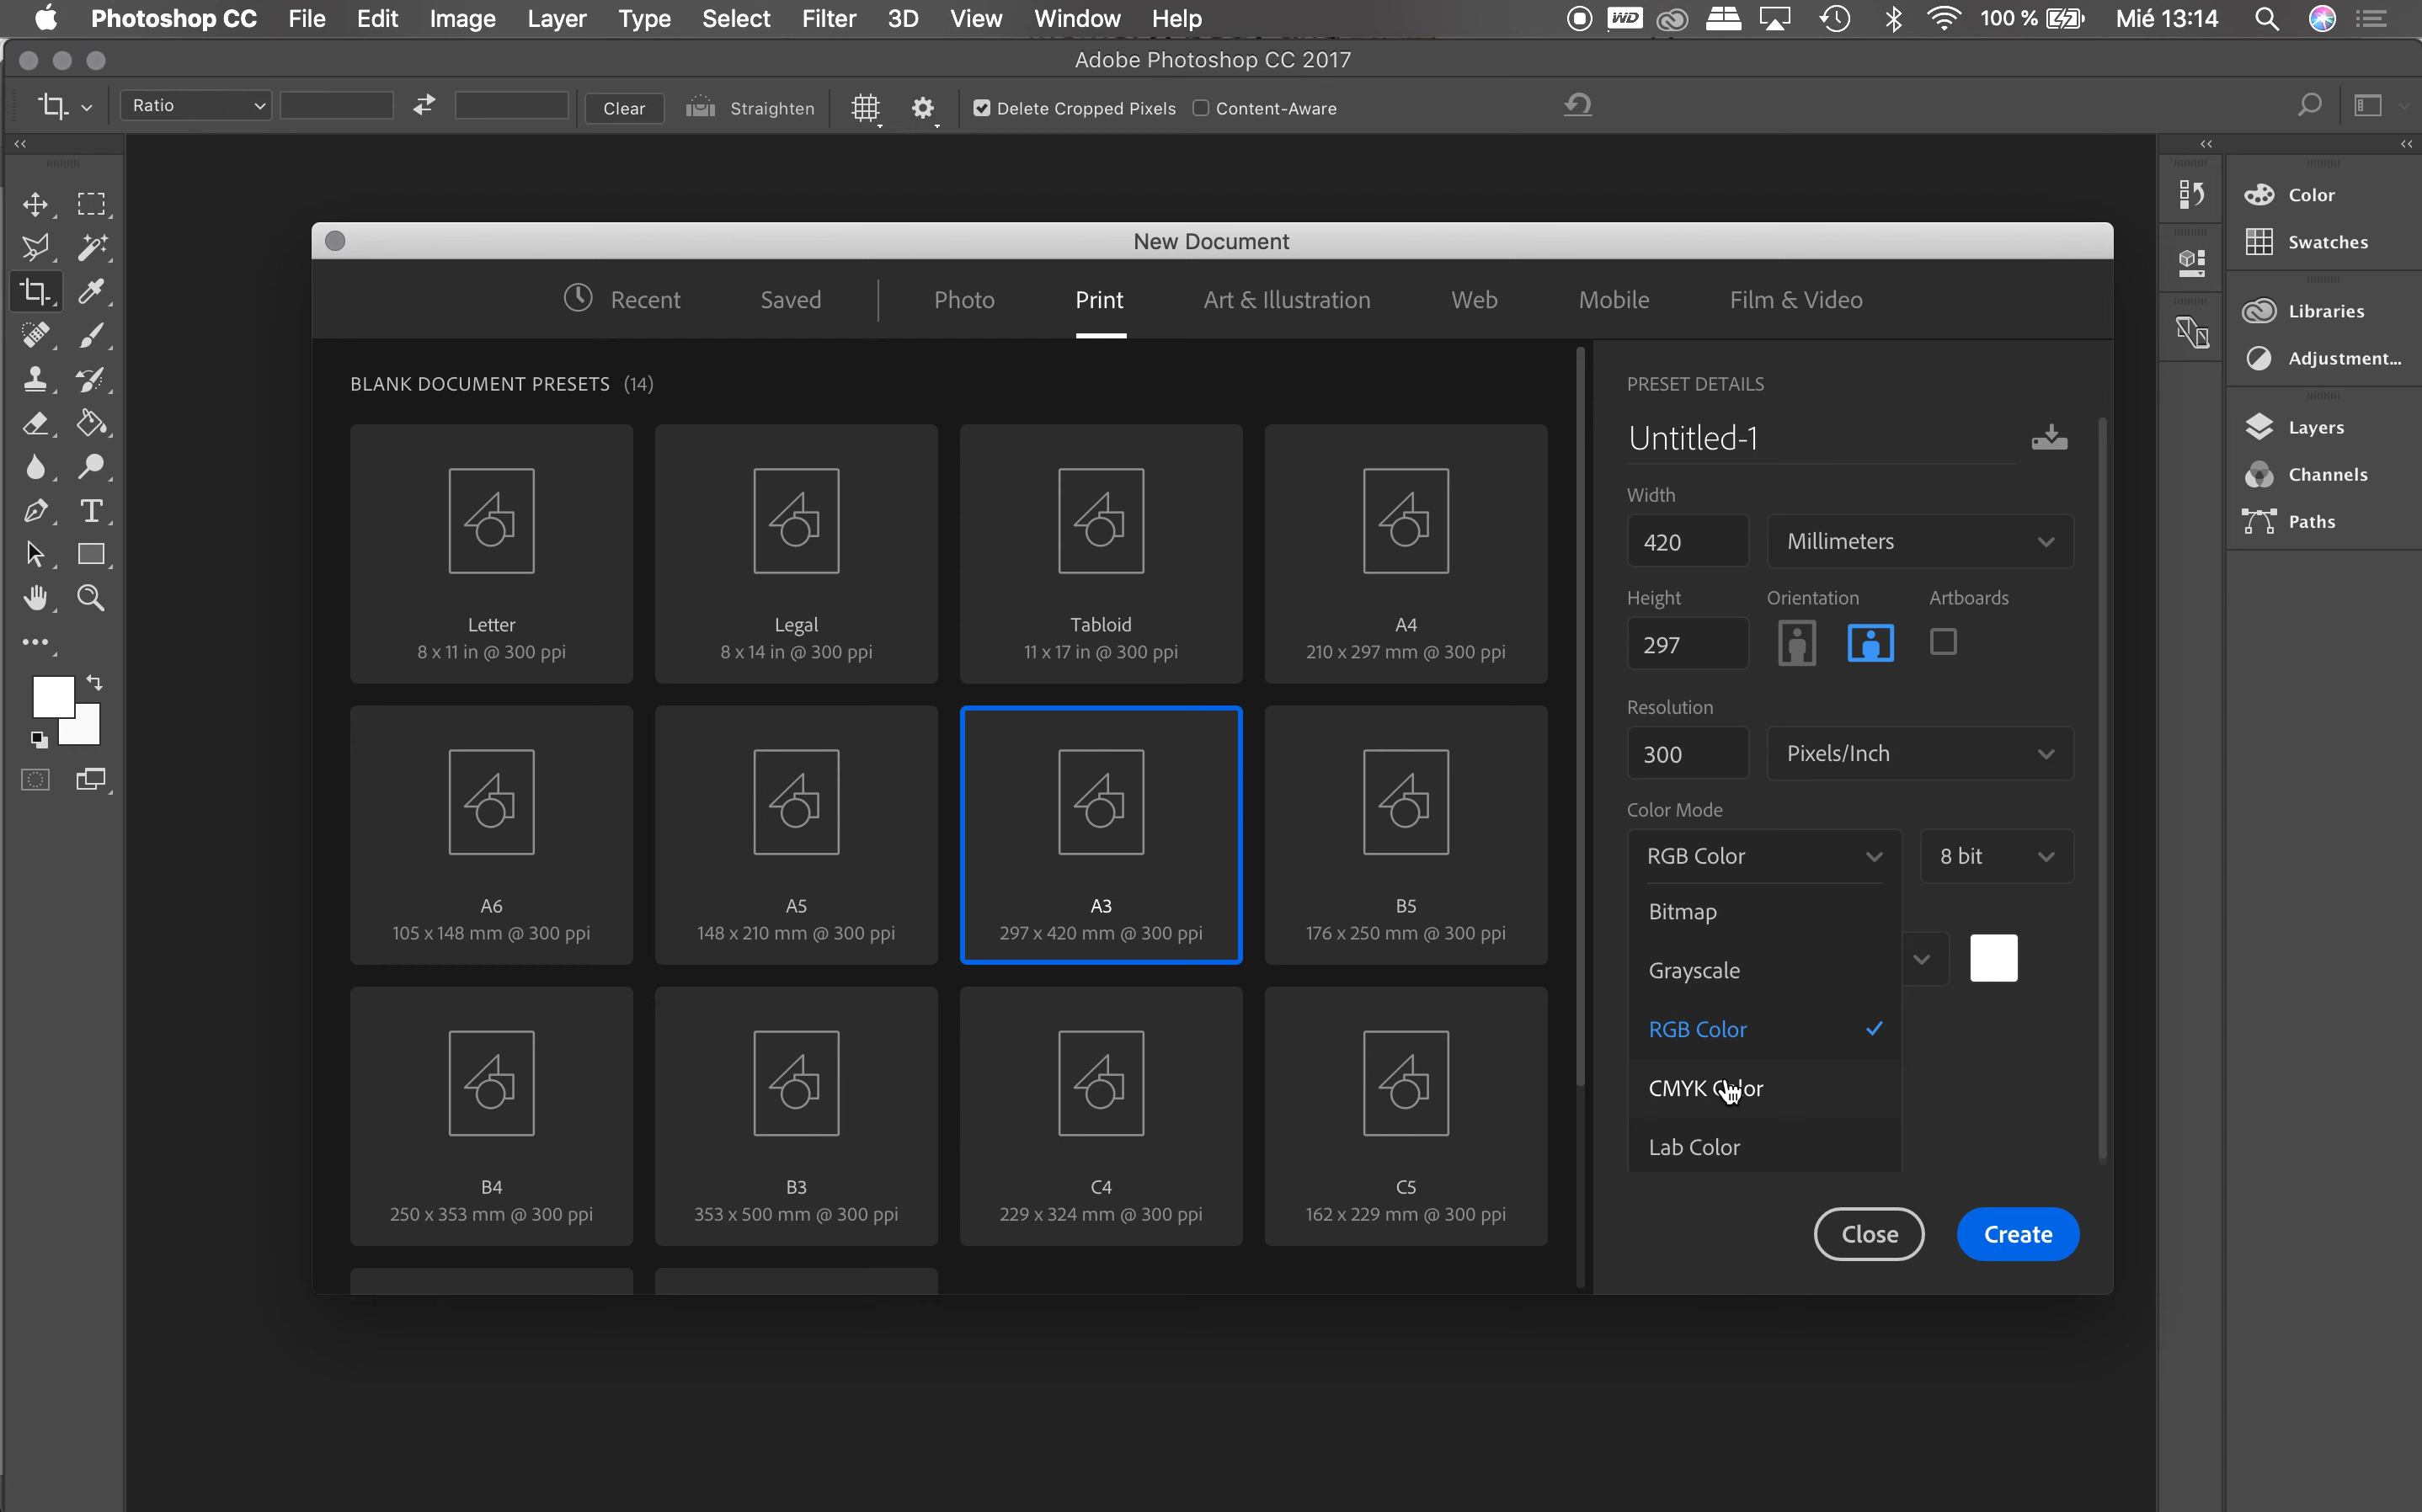 Photoshop CC File Edit Image Layer Type Select Filter 3D View Window Help WD 100 % Mié 13:14
Adobe Photoshop CC 2017
Ratio Clear Straighten Delete Cropped Pixels Content-Aware
New Document
Recent Saved Photo Print Art & Illustration Web Mobile Film & Video
BLANK DOCUMENT PRESETS (14)
Letter
8 x 11 in @ 300 ppi
Legal
8 x 14 in @ 300 ppi
Tabloid
11 x 17 in @ 300 ppi
A4
210 x 297 mm @ 300 ppi
A6
105 x 148 mm @ 300 ppi
A5
148 x 210 mm @ 300 ppi
A3
297 x 420 mm @ 300 ppi
B5
176 x 250 mm @ 300 ppi
B4
250 x 353 mm @ 300 ppi
B3
353 x 500 mm @ 300 ppi
C4
229 x 324 mm @ 300 ppi
C5
162 x 229 mm @ 300 ppi
PRESET DETAILS
Untitled-1
Width
420 Millimeters
Height Orientation Artboards
297
Resolution
300 Pixels/Inch
Color Mode
RGB Color 8 bit
Bitmap
Grayscale
RGB Color
CMYK Color
Lab Color
Close Create
Color
Swatches
Libraries
Adjustment...
Layers
Channels
Paths